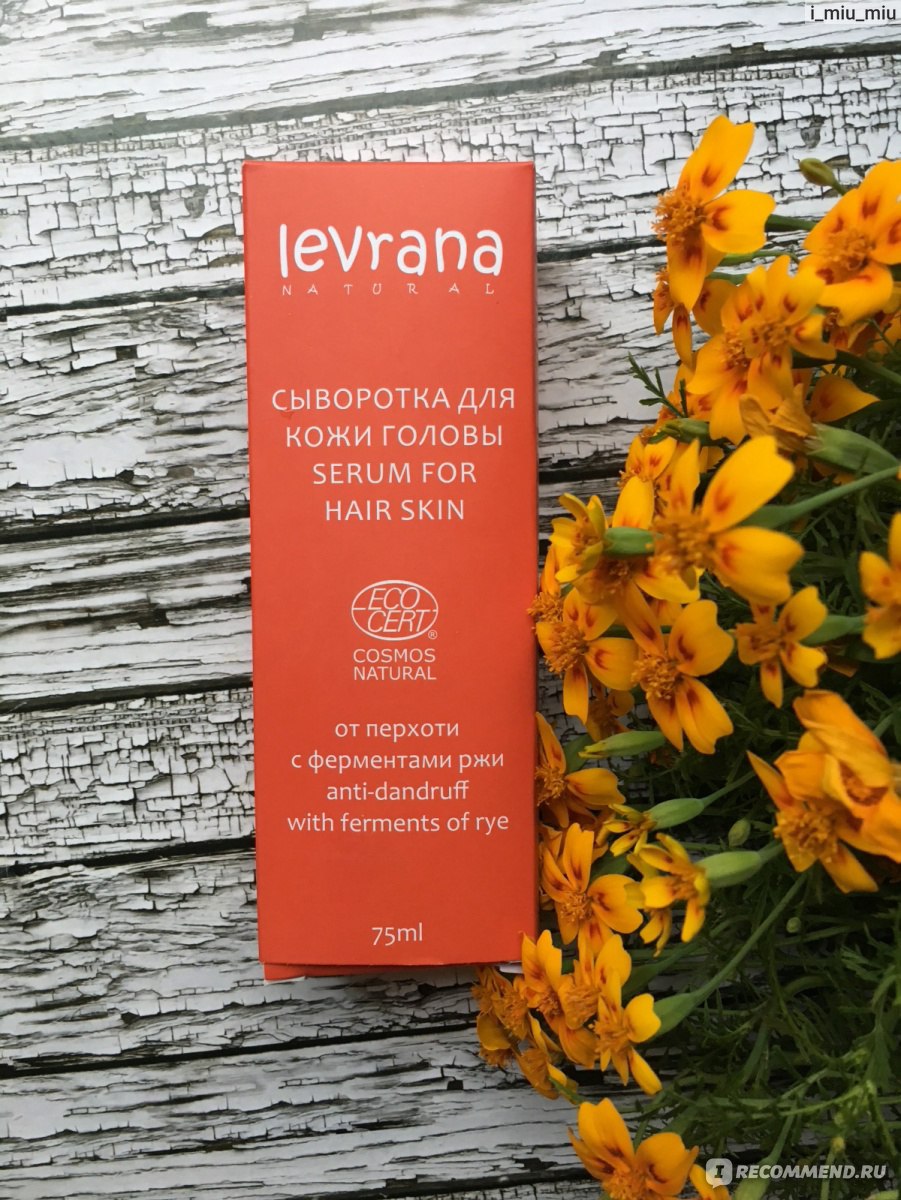 i_miu_miu
levrana
NATURAL
СЫВОРОТКА ДЛЯ
КОЖИ ГОЛОВЫ
SERUM FOR
HAIR SKIN
ECO
CERT
®
COSMOS
NATURAL
от перхоти
с ферментами ржи
anti-dandruff
with ferments of rye
75ml
I RECOMMEND.RU